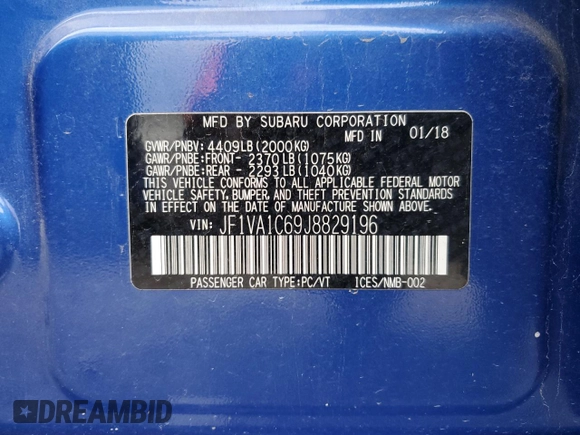 MFD BY SUBARU CORPORATION
MFD IN 01/18
GVWR/PNBV: 4409LB(2000KG)
GAWR/PNBE:FRONT- 2370LB(1075KG)
GAWR/PNBE:REAR - 2293LB(1040KG)
THIS VEHICLE CONFORMS TO ALL APPLICABLE FEDERAL MOTOR
VEHICLE SAFETY, BUMPER, AND THEFT PREVENTION STANDARDS
IN EFFECT ON THE DATE OF MANUFACTURE SHOWN ABOVE.
VIN: JF1VA1C69J8829196
PASSENGER CAR TYPE:PC/VT ICES/NMB-002
DREAMBID